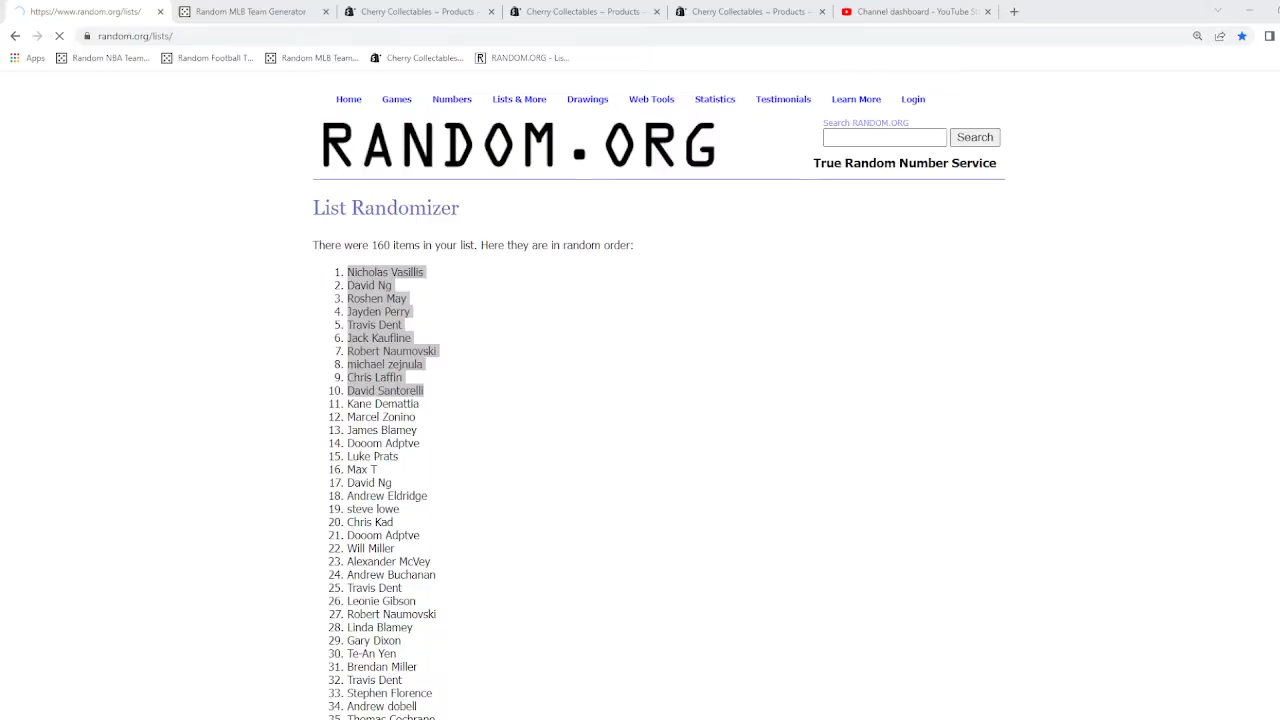 https://www.random.org/lists/
Random MLB Team Generator
Cherry Collectables ~ Products -
Cherry Collectables ~ Products -
Cherry Collectables ~ Products -
Channel dashboard - YouTube St
random.org/lists/
Apps
Random NBA Team...
Random Football T...
Random MLB Team...
Cherry Collectables...
RANDOM.ORG - Lis...
Home Games Numbers Lists & More Drawings Web Tools Statistics Testimonials Learn More Login
RANDOM.ORG
Search RANDOM.ORG
Search
True Random Number Service
List Randomizer
There were 160 items in your list. Here they are in random order:
1. Nicholas Vasillis
2. David Ng
3. Roshen May
4. Jayden Perry
5. Travis Dent
6. Jack Kaufline
7. Robert Naumovski
8. michael zejnula
9. Chris Laffin
10. David Santorelli
11. Kane Demattia
12. Marcel Zonino
13. James Blamey
14. Dooom Adptve
15. Luke Prats
16. Max T
17. David Ng
18. Andrew Eldridge
19. steve lowe
20. Chris Kad
21. Dooom Adptve
22. Will Miller
23. Alexander McVey
24. Andrew Buchanan
25. Travis Dent
26. Leonie Gibson
27. Robert Naumovski
28. Linda Blamey
29. Gary Dixon
30. Te-An Yen
31. Brendan Miller
32. Travis Dent
33. Stephen Florence
34. Andrew dobell
35. Thomas Cochrane